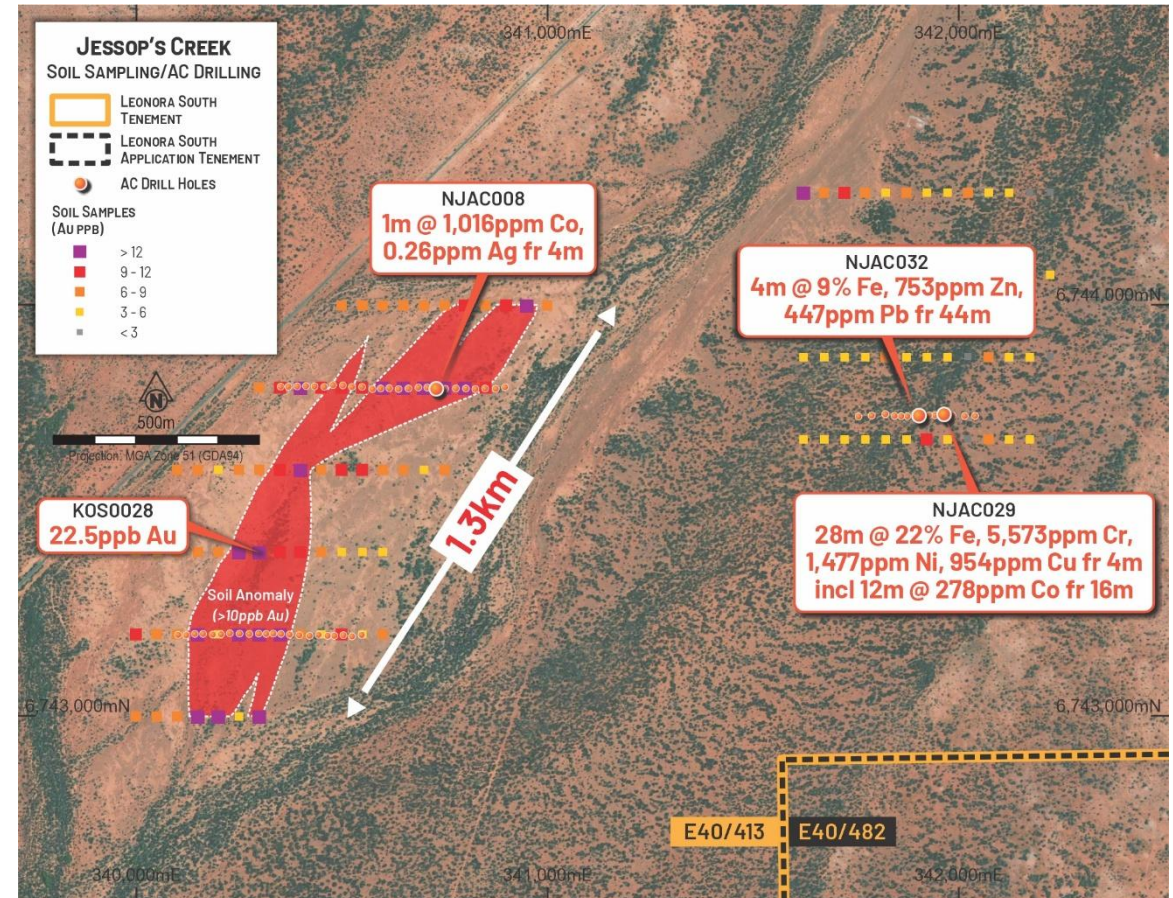 JESSOP'S CREEK
SOIL SAMPLING/AC DRILLING
LEONORA SOUTH
TENEMENT
LEONORA SOUTH
APPLICATION TENEMENT
AC DRILL HOLES
SOIL SAMPLES
(AU PPB)
> 12
9 - 12
6 - 9
3 - 6
< 3
N
500m
Projection: MGA Zone 51 (GDA94)
341,000mE
342,000mE
NJAC008
1m @ 1,016ppm Co,
0.26ppm Ag fr 4m
NJAC032
4m @ 9% Fe, 753ppm Zn,
447ppm Pb fr 44m
6,744,000mN
KOS0028
22.5ppb Au
1.3km
NJAC029
28m @ 22% Fe, 5,573ppm Cr,
1,477ppm Ni, 954ppm Cu fr 4m
incl 12m @ 278ppm Co fr 16m
Soil Anomaly
(>10ppb Au)
6,743,000mN
6,743,000mN
E40/413
E40/482
340,000mE
341,000mE
342,000mE